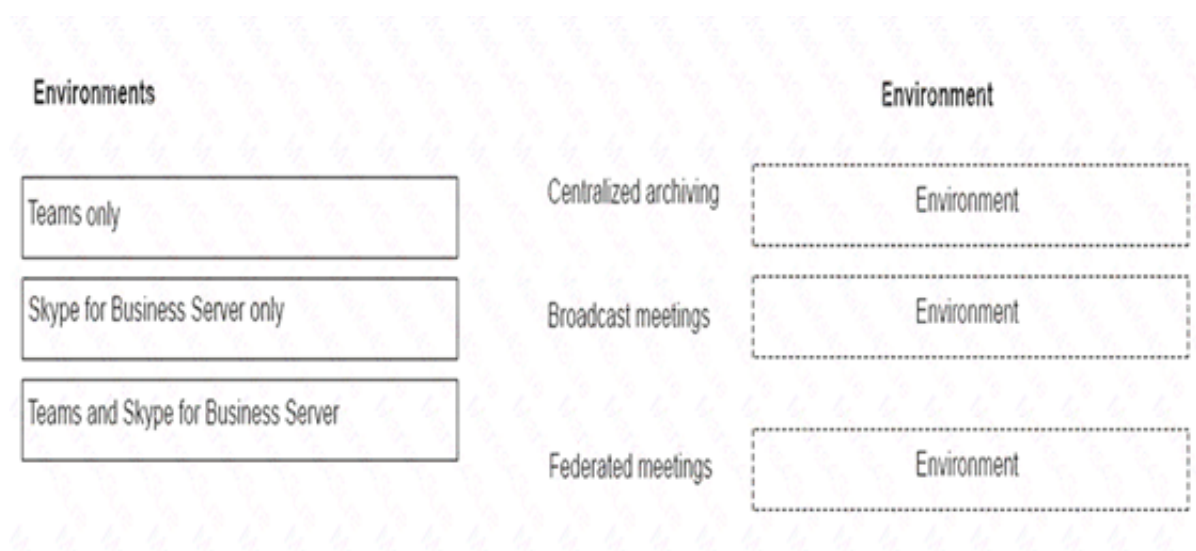 Environments
Environment
Teams only
Skype for Business Server only
Teams and Skype for Business Server
Centralized archiving
Environment
Broadcast meetings
Environment
Federated meetings
Environment